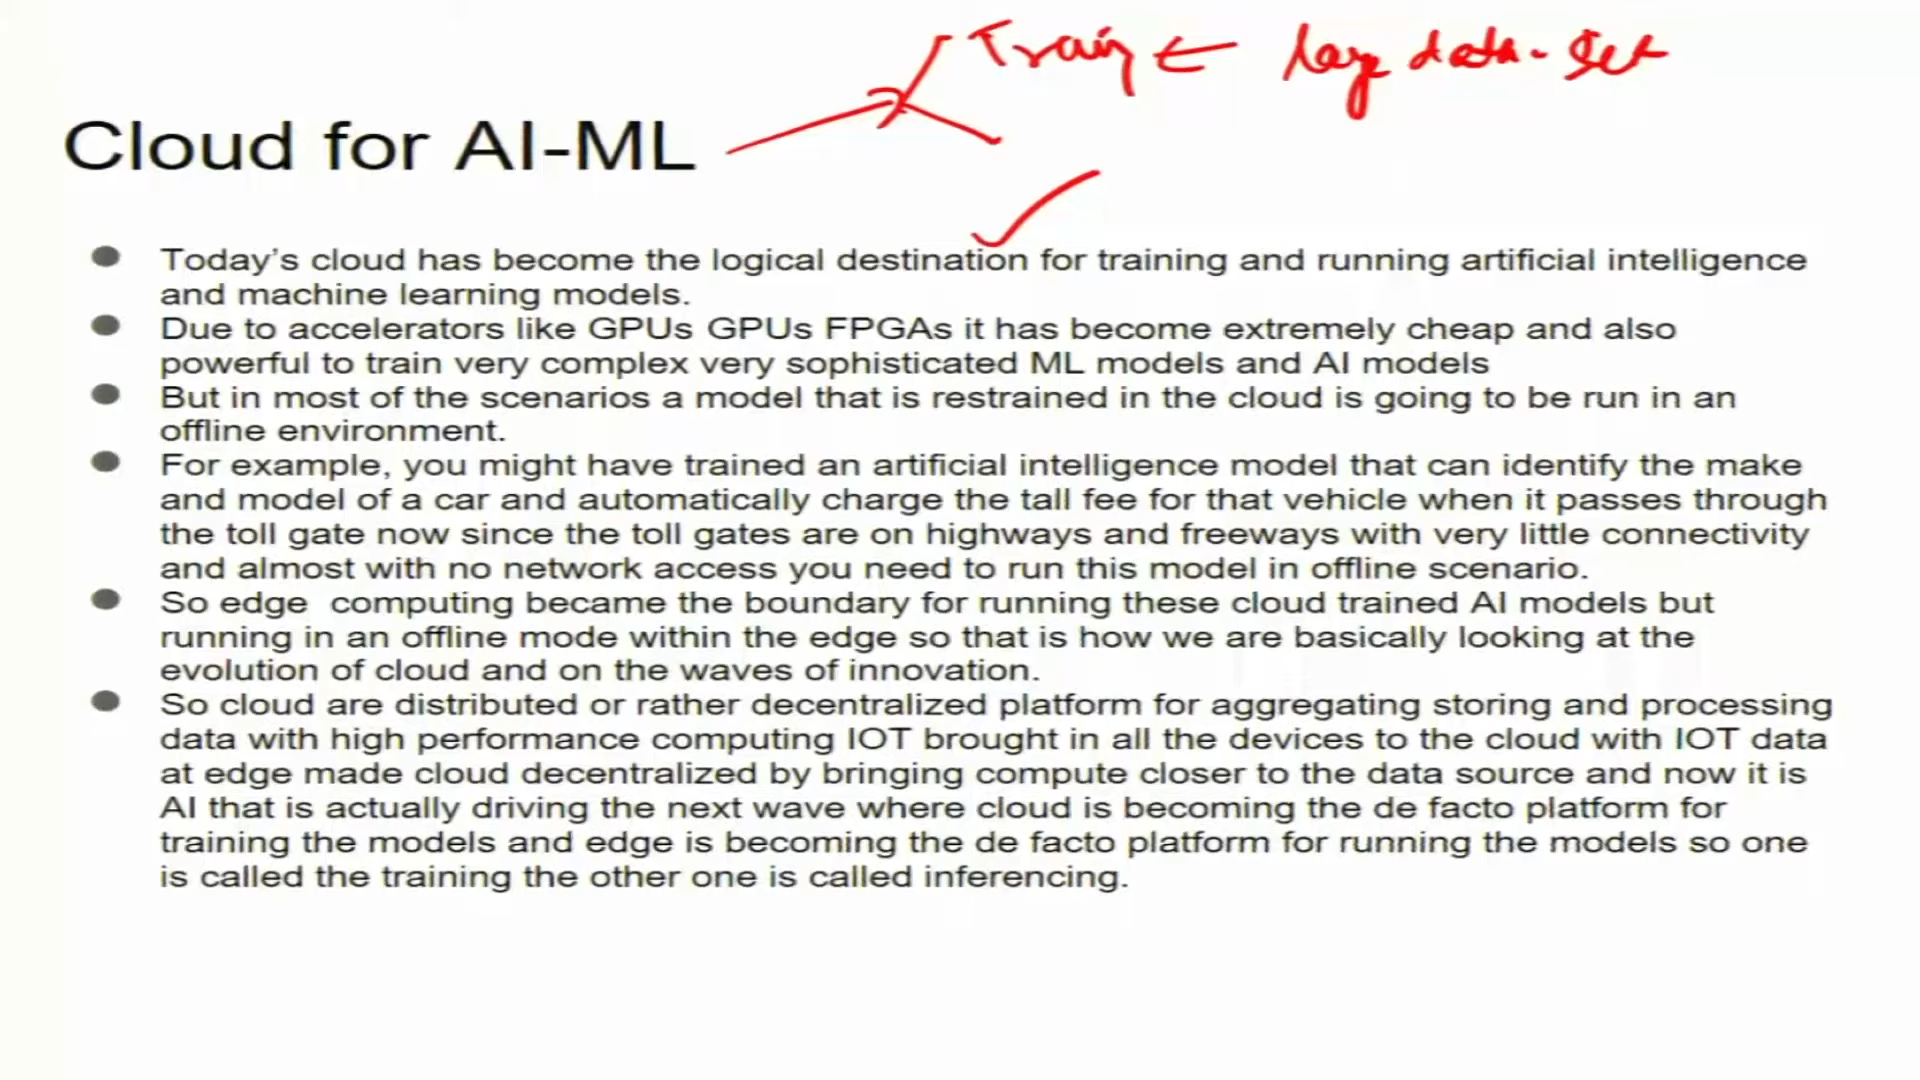 Train ← large data-set
Cloud for AI-ML
Today's cloud has become the logical destination for training and running artificial intelligence
and machine learning models.
Due to accelerators like GPUs GPUs FPGAs it has become extremely cheap and also
powerful to train very complex very sophisticated ML models and AI models
But in most of the scenarios a model that is restrained in the cloud is going to be run in an
offline environment.
For example, you might have trained an artificial intelligence model that can identify the make
and model of a car and automatically charge the tall fee for that vehicle when it passes through
the toll gate now since the toll gates are on highways and freeways with very little connectivity
and almost with no network access you need to run this model in offline scenario.
So edge computing became the boundary for running these cloud trained AI models but
running in an offline mode within the edge so that is how we are basically looking at the
evolution of cloud and on the waves of innovation.
So cloud are distributed or rather decentralized platform for aggregating storing and processing
data with high performance computing IOT brought in all the devices to the cloud with IOT data
at edge made cloud decentralized by bringing compute closer to the data source and now it is
AI that is actually driving the next wave where cloud is becoming the de facto platform for
training the models and edge is becoming the de facto platform for running the models so one
is called the training the other one is called inferencing.